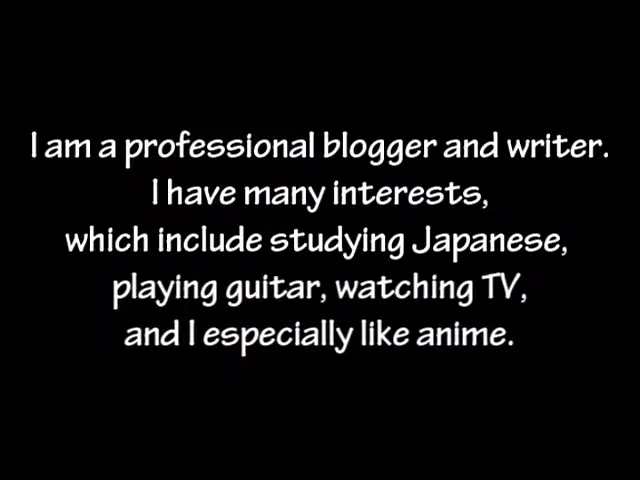 I am a professional blogger and writer.
I have many interests,
which include studying Japanese,
playing guitar, watching TV,
and I especially like anime.